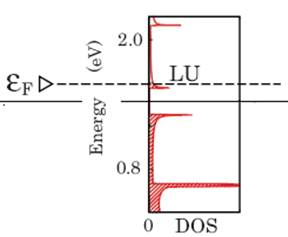 2.0
(eV)
LU
ε_F
Energy
0.8
0 DOS